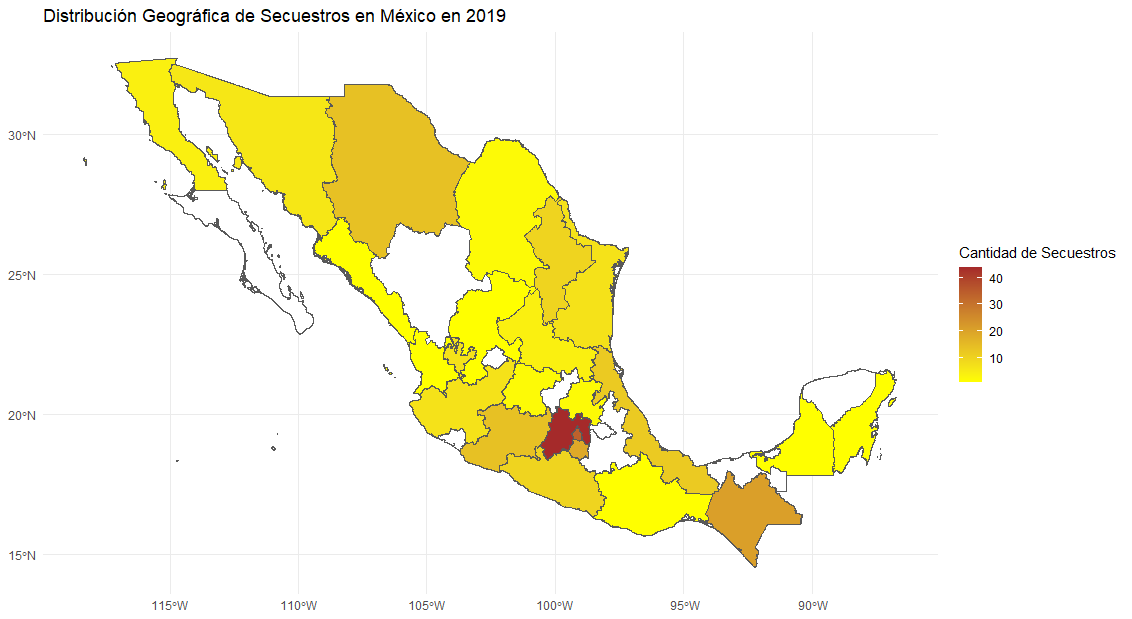 Distribución Geográfica de Secuestros en México en 2019
30°N
25°N
20°N
15°N
115°W
110°W
105°W
100°W
95°W
90°W
Cantidad de Secuestros
40
30
20
10